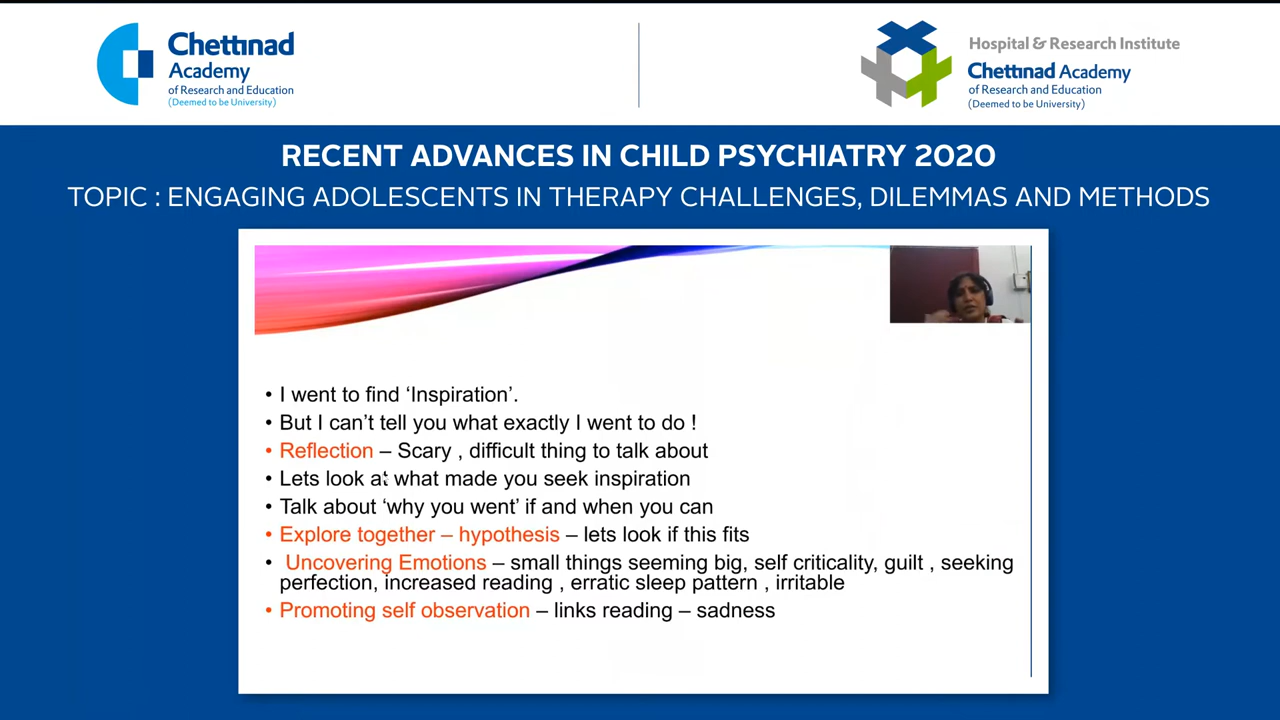 Chettinad
Academy
of Research and Education
(Deemed to be University)
Hospital & Research Institute
Chettinad Academy
of Research and Education
(Deemed to be University)
RECENT ADVANCES IN CHILD PSYCHIATRY 2020
TOPIC : ENGAGING ADOLESCENTS IN THERAPY CHALLENGES, DILEMMAS AND METHODS
• I went to find ‘Inspiration’.
• But I can’t tell you what exactly I went to do !
• Reflection – Scary , difficult thing to talk about
• Lets look at what made you seek inspiration
• Talk about ‘why you went’ if and when you can
• Explore together – hypothesis – lets look if this fits
• Uncovering Emotions – small things seeming big, self criticality, guilt , seeking
perfection, increased reading , erratic sleep pattern , irritable
• Promoting self observation – links reading – sadness